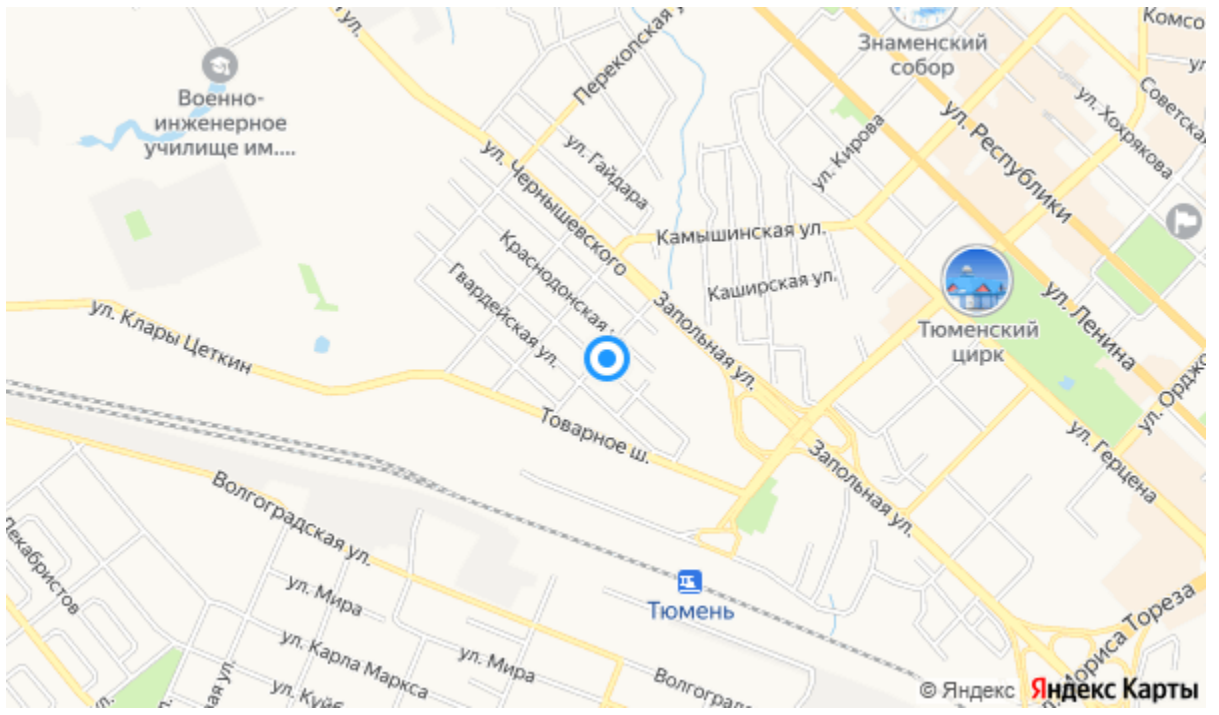 Комсо
Знаменский
собор
Перекопская у
Военно-
инженерное
училище им....
ул.
ул. Хохрякова
Советская
ул. Республики
ул. Кирова
ул. Гайдара
ул. Чернышевского
Камышинская ул.
Краснодонская
Гвардейская ул.
Каширская ул.
Запольная ул.
ул. Ленина
Тюменский
цирк
ул. Клары Цеткин
ул. Орджо
Товарное ш.
ул. Герцена
Запольная ул.
Волгоградская ул.
Декабристов
Тюмень
ул. Мира
ул. Карла Маркса
ул. Мира
ул. Куйб
Волгоград
ул. Мориса Тореза
© Яндекс Яндекс Карты